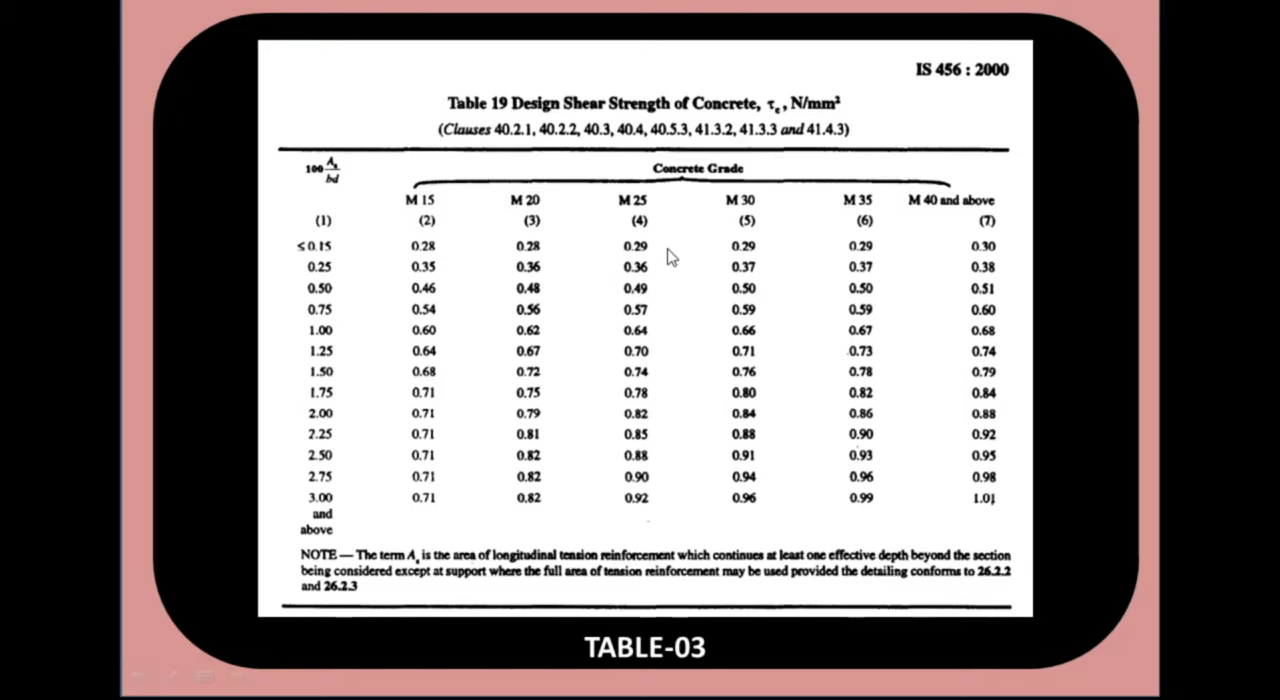 IS 456 : 2000
Table 19 Design Shear Strength of Concrete, τc , N/mm²
(Clauses 40.2.1, 40.2.2, 40.3, 40.4, 40.5.3, 41.3.2, 41.3.3 and 41.4.3)
100 As/bd Concrete Grade
M 15 M 20 M 25 M 30 M 35 M 40 and above
(1) (2) (3) (4) (5) (6) (7)
≤ 0.15 0.28 0.28 0.29 0.29 0.29 0.30
0.25 0.35 0.36 0.36 0.37 0.37 0.38
0.50 0.46 0.48 0.49 0.50 0.50 0.51
0.75 0.54 0.56 0.57 0.59 0.59 0.60
1.00 0.60 0.62 0.64 0.66 0.67 0.68
1.25 0.64 0.67 0.70 0.71 0.73 0.74
1.50 0.68 0.72 0.74 0.76 0.78 0.79
1.75 0.71 0.75 0.78 0.80 0.82 0.84
2.00 0.71 0.79 0.82 0.84 0.86 0.88
2.25 0.71 0.81 0.85 0.88 0.90 0.92
2.50 0.71 0.82 0.88 0.91 0.93 0.95
2.75 0.71 0.82 0.90 0.94 0.96 0.98
3.00 0.71 0.82 0.92 0.96 0.99 1.01
and
above
NOTE — The term As is the area of longitudinal tension reinforcement which continues at least one effective depth beyond the section
being considered except at support where the full area of tension reinforcement may be used provided the detailing conforms to 26.2.2
and 26.2.3
TABLE-03